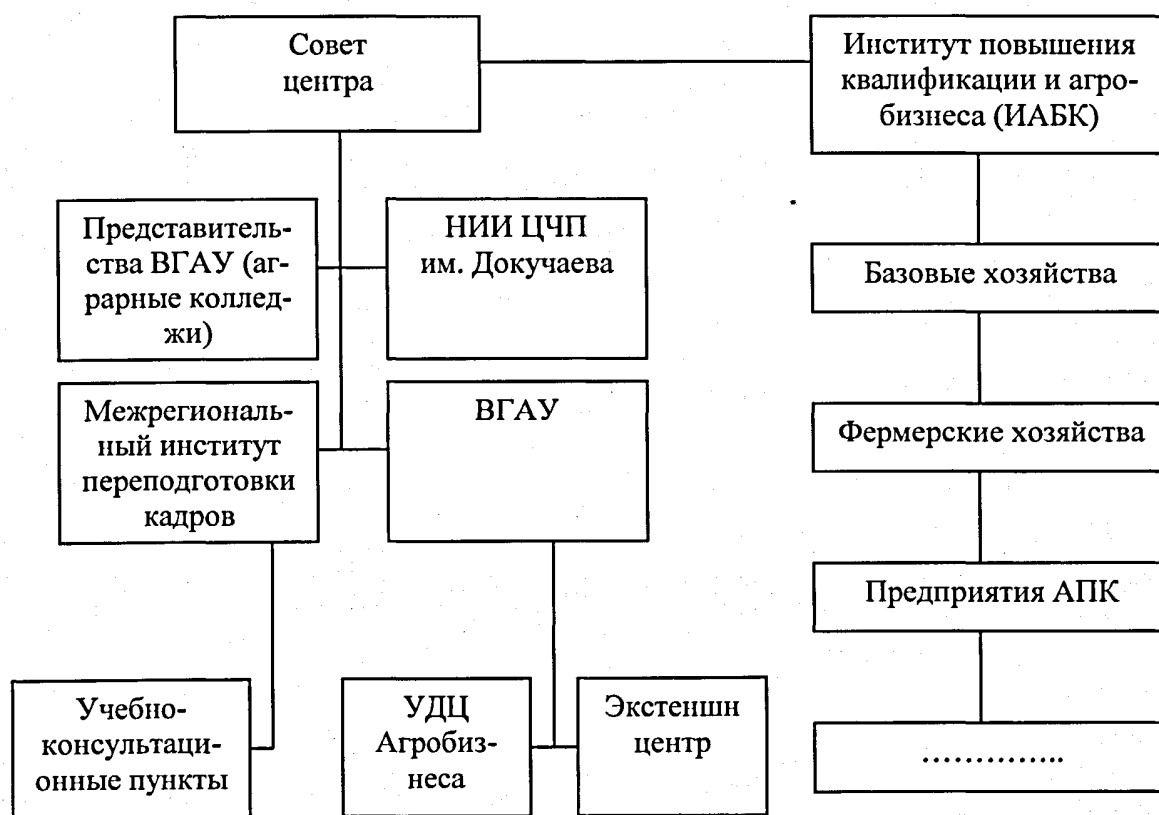 Совет
центра
Институт повышения
квалификации и агро-
бизнеса (ИАБК)
Представитель-
ства ВГАУ (аг-
рарные коллед-
жи)
НИИ ЦЧП
им. Докучаева
Базовые хозяйства
Межрегиональ-
ный институт
переподготовки
кадров
ВГАУ
Фермерские хозяйства
Предприятия АПК
Учебно-
консультаци-
онные пункты
УДЦ
Агробиз-
неса
Экстеншн
центр
..............